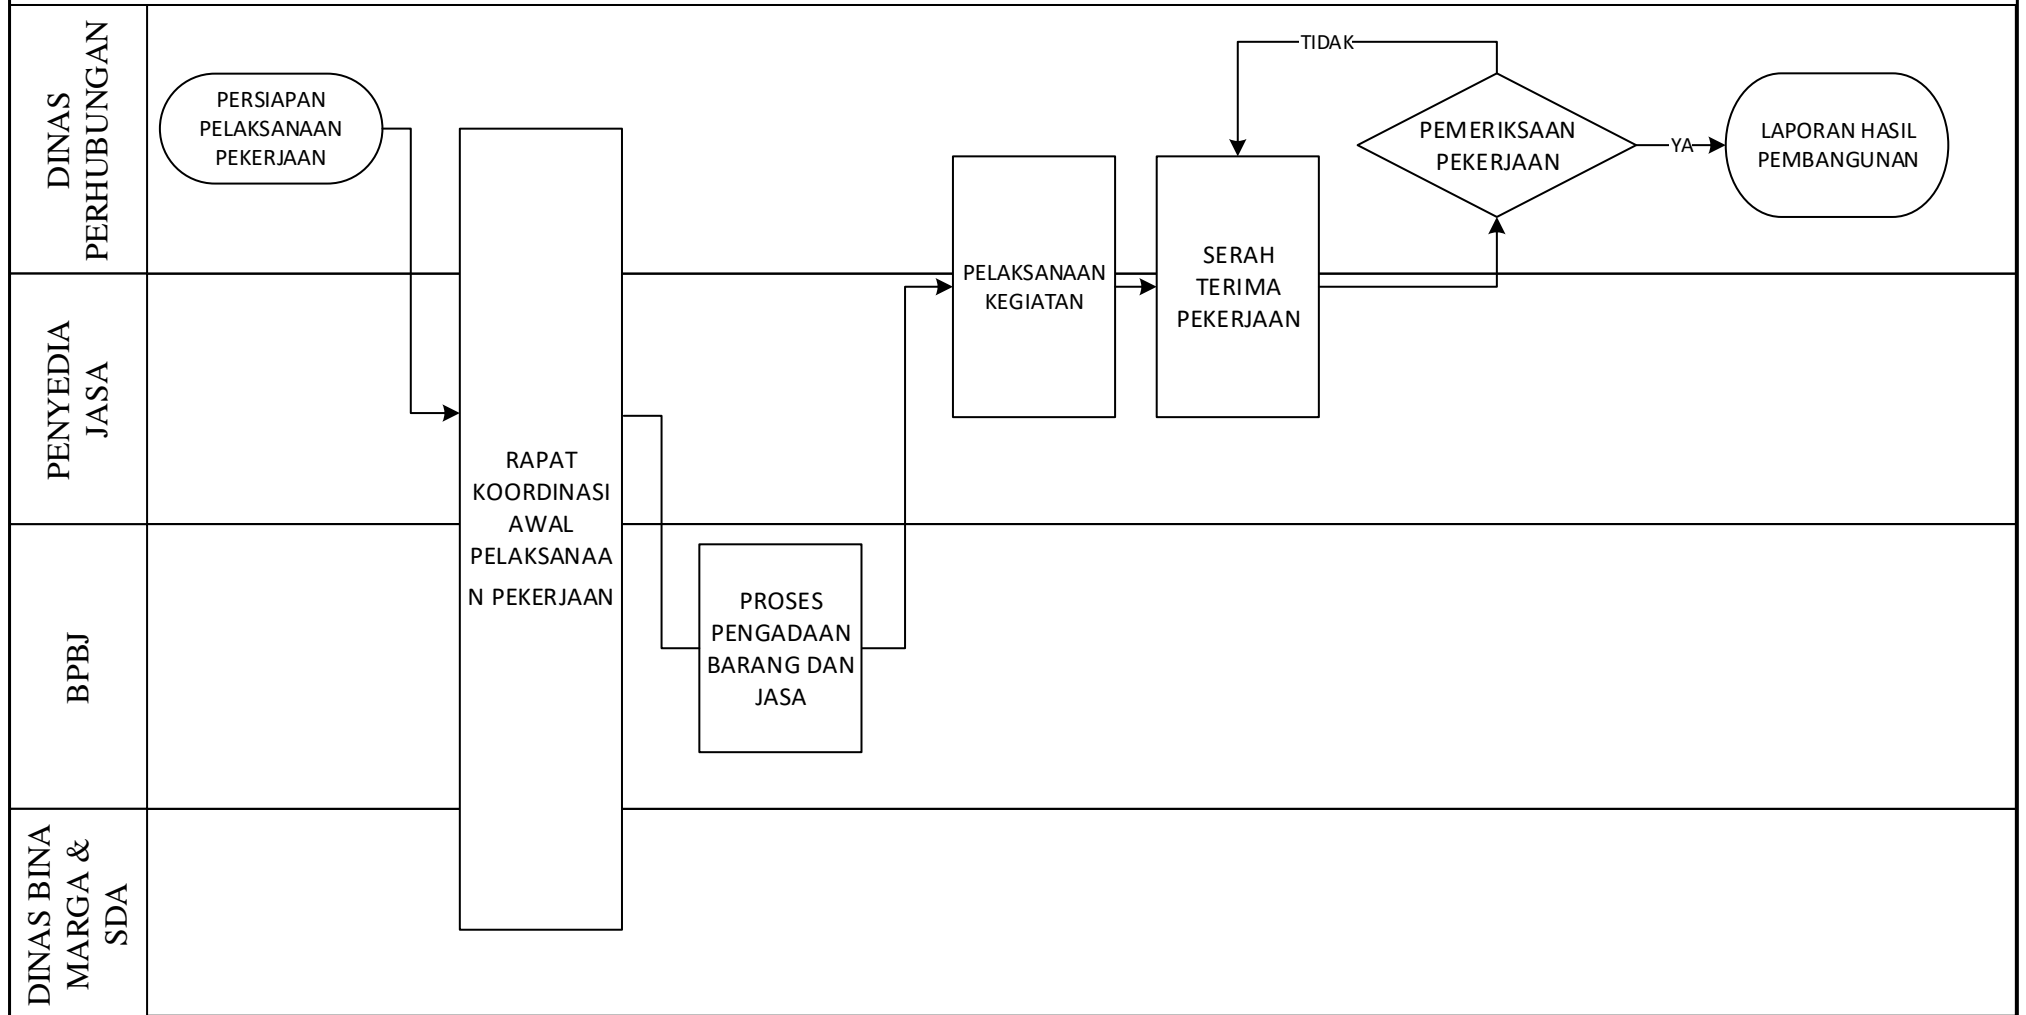 DINAS
PERHUBUNGAN
PERSIAPAN
PELAKSANAAN
PEKERJAAN
TIDAK
PEMERIKSAAN
PEKERJAAN
YA
LAPORAN HASIL
PEMBANGUNAN
PELAKSANAAN
KEGIATAN
SERAH
TERIMA
PEKERJAAN
PENYEDIA
JASA
RAPAT
KOORDINASI
AWAL
PELAKSANAA
N PEKERJAAN
BPBJ
PROSES
PENGADAAN
BARANG DAN
JASA
DINAS BINA
MARGA &
SDA